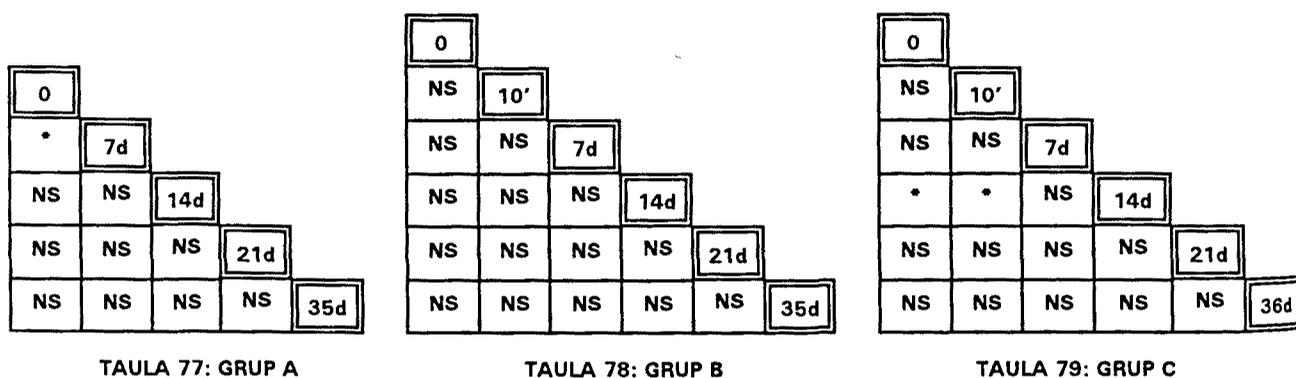 0
* 7d
NS NS 14d
NS NS NS 21d
NS NS NS NS 35d
TAULA 77: GRUP A
0
NS 10'
NS NS 7d
NS NS NS 14d
NS NS NS NS 21d
NS NS NS NS NS 35d
TAULA 78: GRUP B
0
NS 10'
NS NS 7d
* * NS 14d
NS NS NS NS 21d
NS NS NS NS NS 36d
TAULA 79: GRUP C